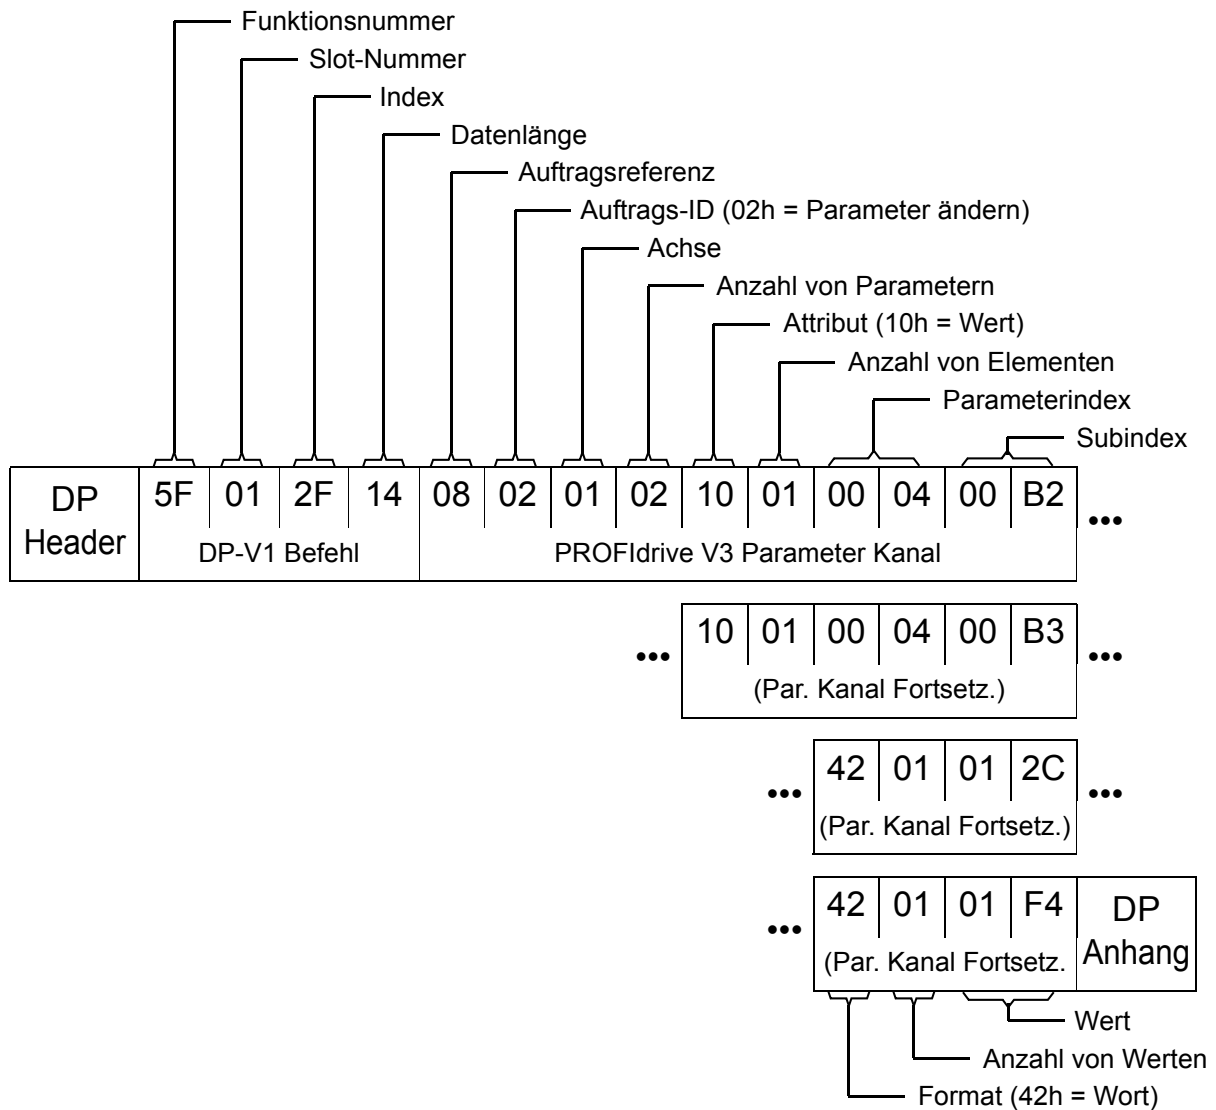 Funktionsnummer
Slot-Nummer
Index
Datenlänge
Auftragsreferenz
Auftrags-ID (02h = Parameter ändern)
Achse
Anzahl von Parametern
Attribut (10h = Wert)
Anzahl von Elementen
Parameterindex
Subindex
DP Header
5F 01 2F 14 08 02 01 02 10 01 00 04 00 B2 •••
DP-V1 Befehl
PROFIdrive V3 Parameter Kanal
••• 10 01 00 04 00 B3 •••
(Par. Kanal Fortsetz.)
••• 42 01 01 2C •••
(Par. Kanal Fortsetz.)
••• 42 01 01 F4
(Par. Kanal Fortsetz.
DP Anhang
Wert
Anzahl von Werten
Format (42h = Wort)